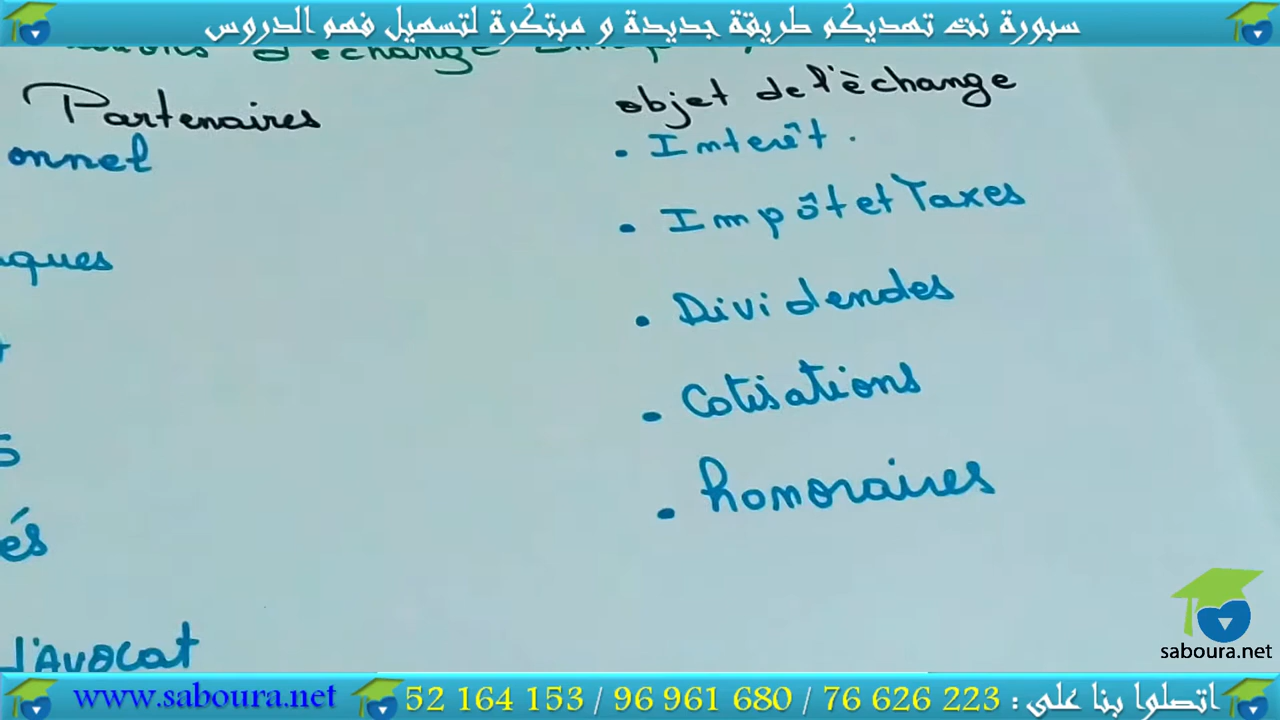 سبورة نت تهديكم طريقة جديدة و مبتكرة لتسهيل فهم الدروس
d'échange
Partenaires
objet de l'èchange
onnel
• Interêt .
• Impôt et Taxes
ques
• Dividendes
• Cotisations
• honoraires
és
l'Avocat
saboura.net
www.saboura.net
52 164 153 / 96 961 680 / 76 626 223 : اتصلوا بنا على